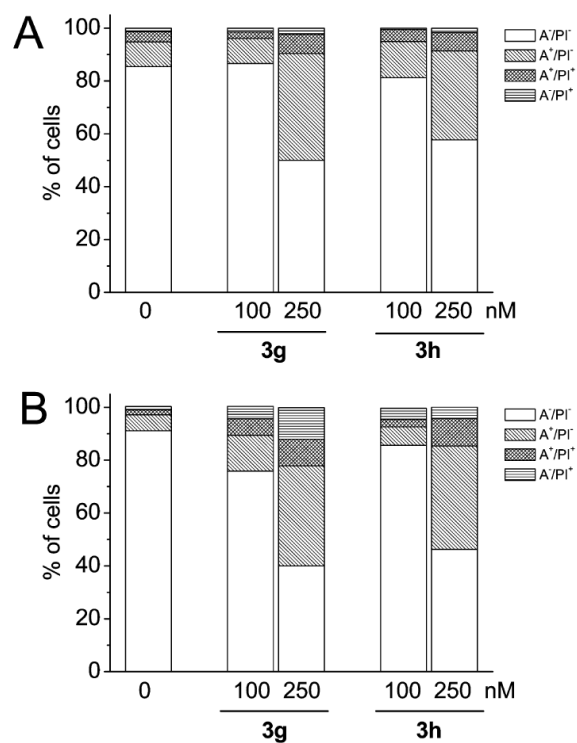 A
100
80
60
40
20
0
% of cells
A⁻/PI⁻
A⁺/PI⁻
A⁺/PI⁺
A⁻/PI⁺
0 100 250 100 250 nM
3g 3h
B
100
80
60
40
20
0
% of cells
A⁻/PI⁻
A⁺/PI⁻
A⁺/PI⁺
A⁻/PI⁺
0 100 250 100 250 nM
3g 3h